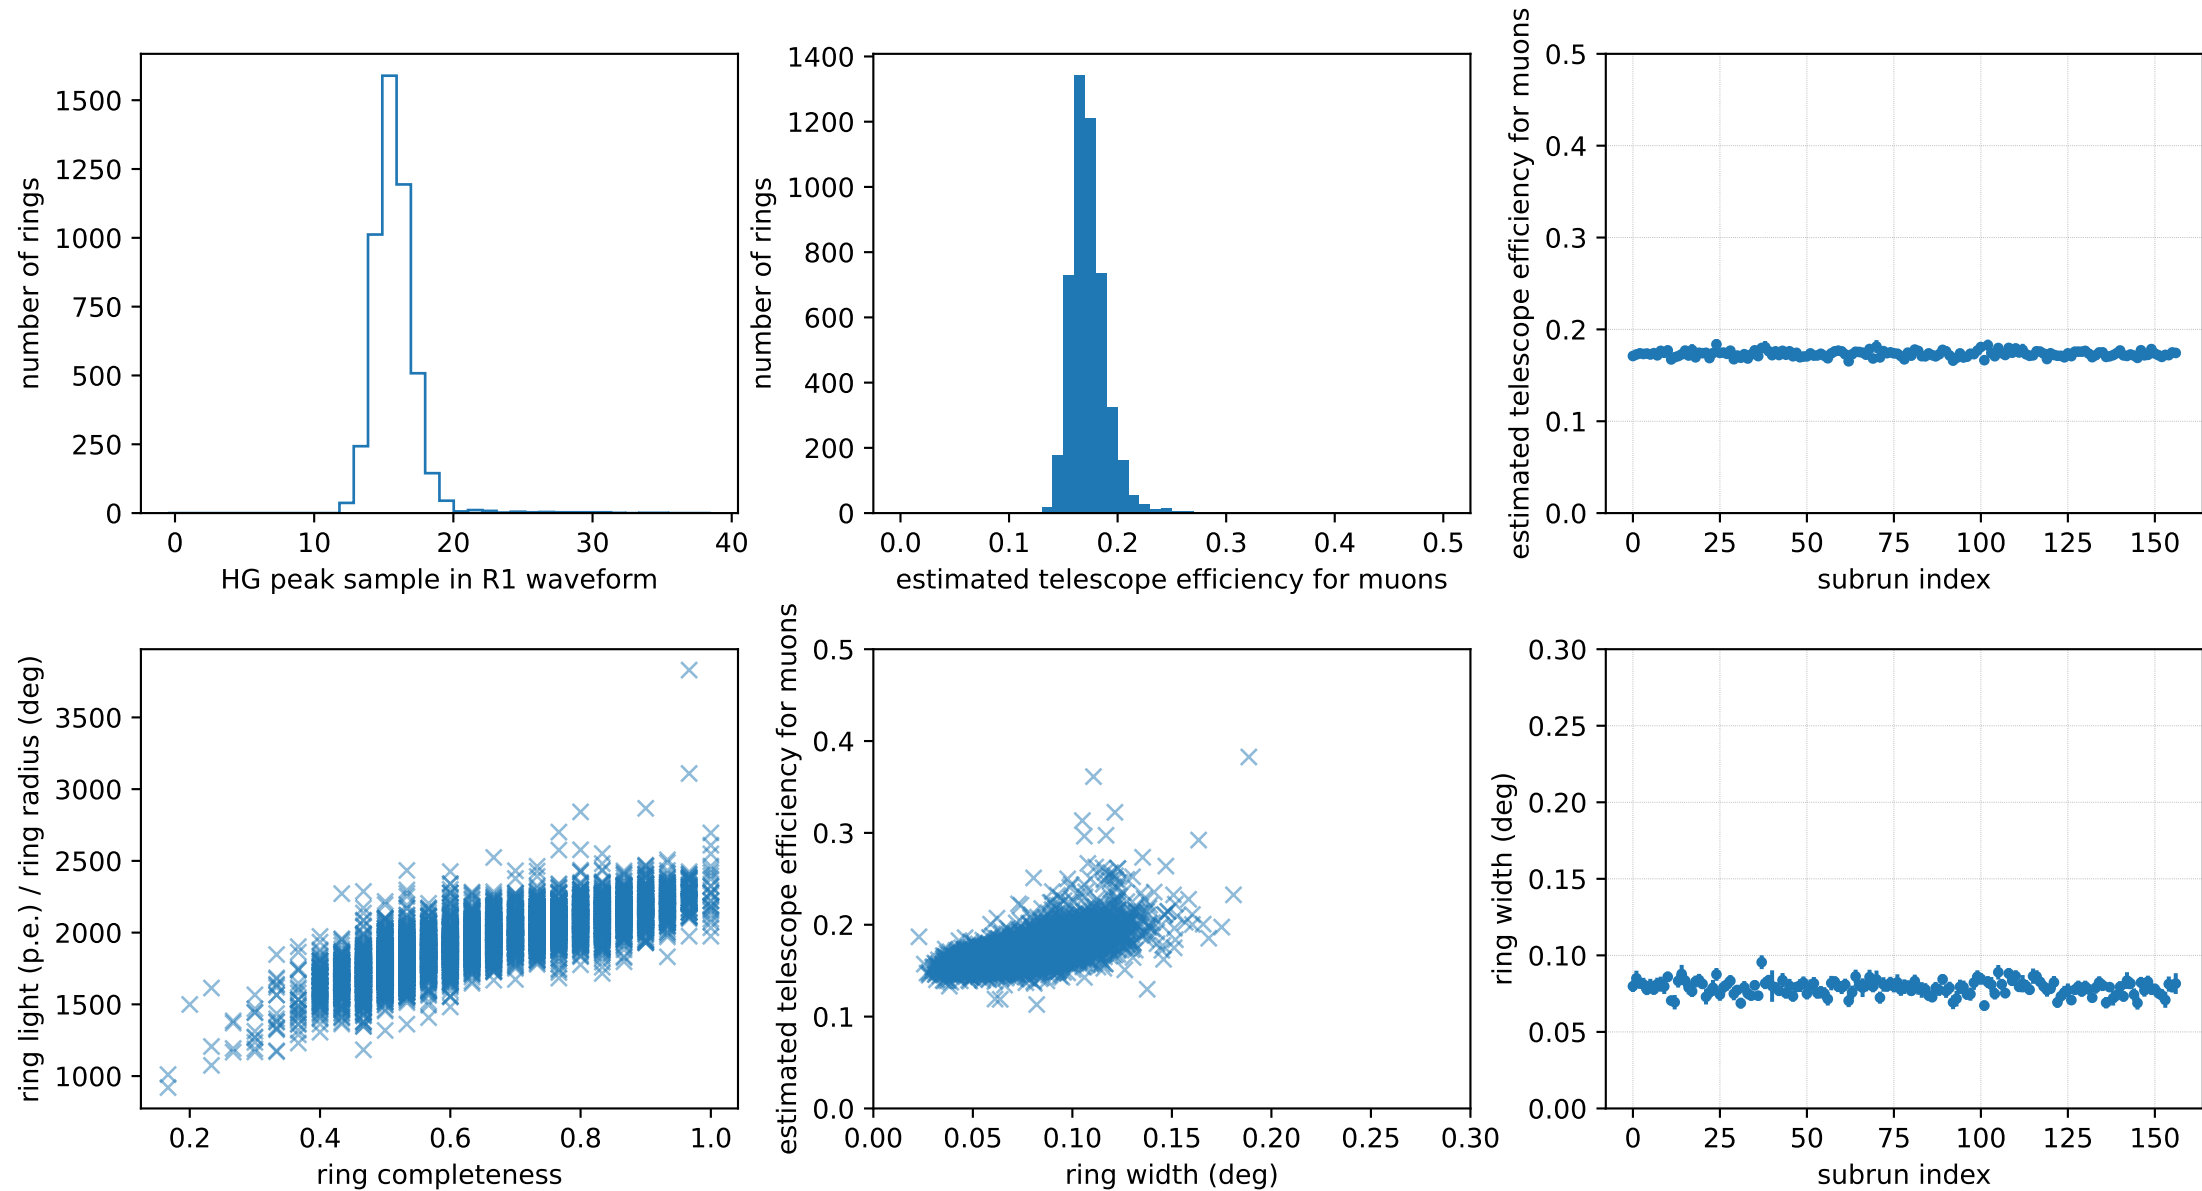 number of rings
1500
1250
1000
750
500
250
0
0 10 20 30 40
HG peak sample in R1 waveform
number of rings
1400
1200
1000
800
600
400
200
0
0.0 0.1 0.2 0.3 0.4 0.5
estimated telescope efficiency for muons
estimated telescope efficiency for muons
0.5
0.4
0.3
0.2
0.1
0.0
0 25 50 75 100 125 150
subrun index
ring light (p.e.) / ring radius (deg)
3500
3000
2500
2000
1500
1000
0.2 0.4 0.6 0.8 1.0
ring completeness
estimated telescope efficiency for muons
0.5
0.4
0.3
0.2
0.1
0.0
0.00 0.05 0.10 0.15 0.20 0.25 0.30
ring width (deg)
ring width (deg)
0.30
0.25
0.20
0.15
0.10
0.05
0.00
0 25 50 75 100 125 150
subrun index